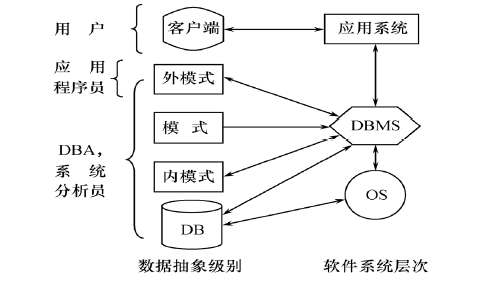 用 户
客户端
应用系统
应 用
程序员
外模式
模 式
DBMS
DBA,
系 统
分析员
内模式
DB
OS
数据抽象级别
软件系统层次